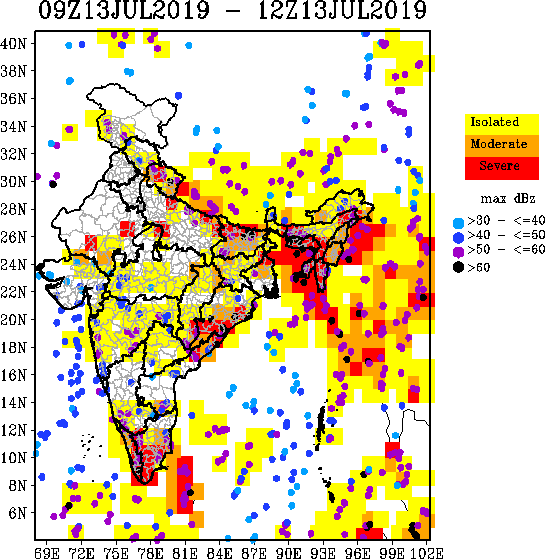 09Z13JUL2019 - 12Z13JUL2019
40N
38N
36N
34N
32N
30N
28N
26N
24N
22N
20N
18N
16N
14N
12N
10N
8N
6N
69E 72E 75E 78E 81E 84E 87E 90E 93E 96E 99E 102E
Isolated
Moderate
Severe
max dBz
>30 - <=40
>40 - <=50
>50 - <=60
>60